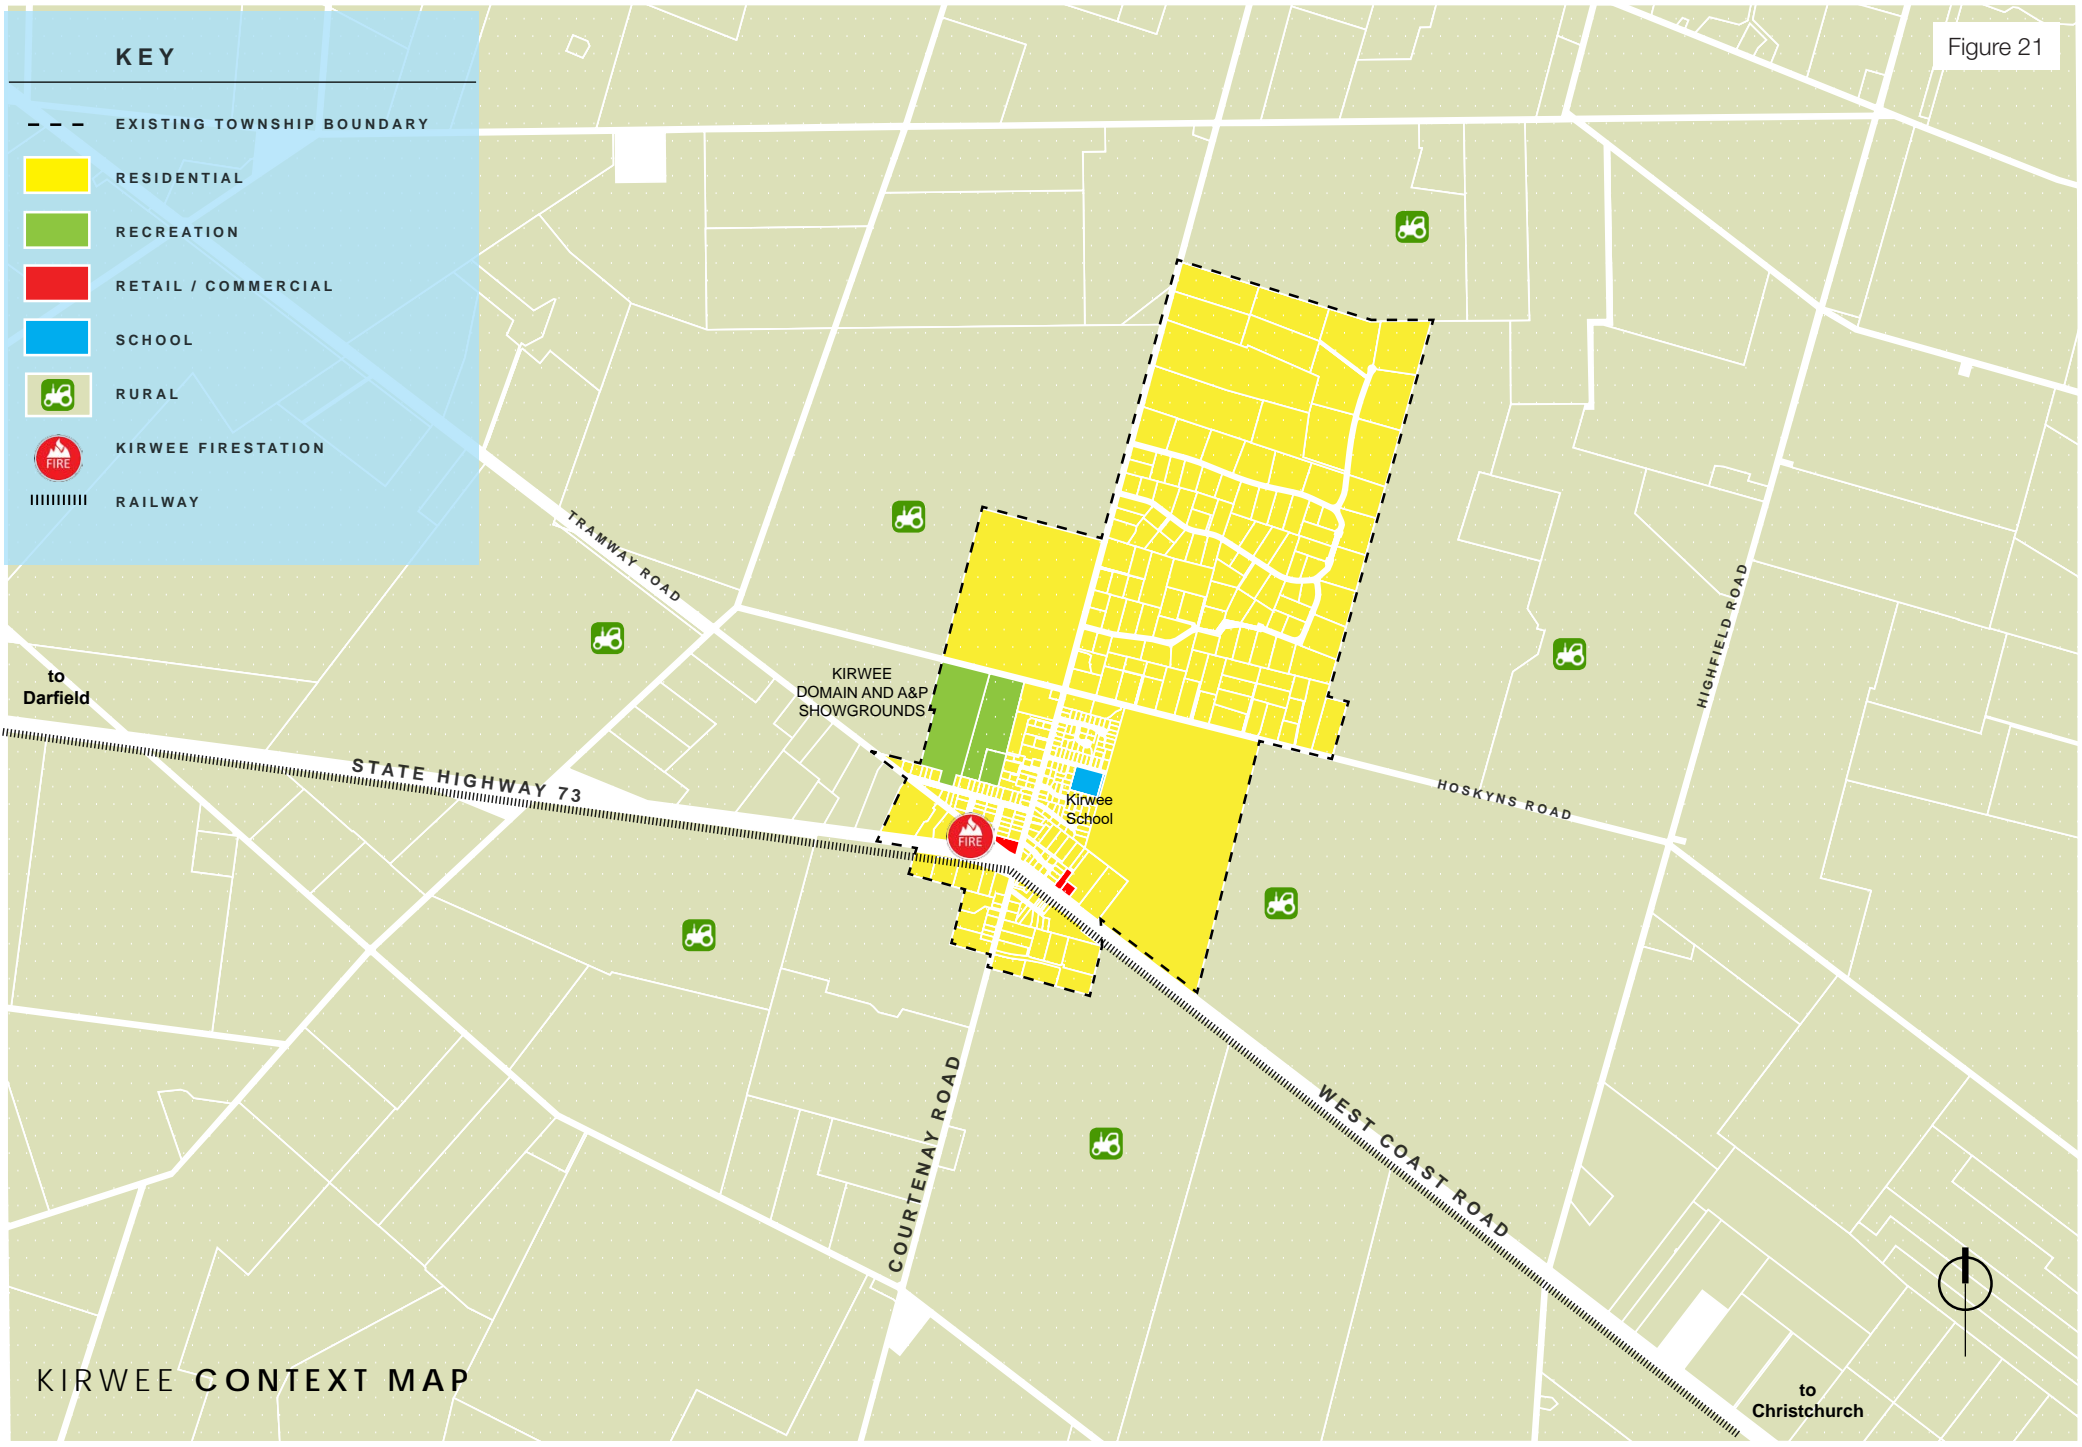 Figure 21
KEY
EXISTING TOWNSHIP BOUNDARY
RESIDENTIAL
RECREATION
RETAIL / COMMERCIAL
SCHOOL
RURAL
FIRE
KIRWEE FIRESTATION
RAILWAY
TRAMWAY ROAD
HIGHFIELD ROAD
to
Darfield
KIRWEE
DOMAIN AND A&P
SHOWGROUNDS
STATE HIGHWAY 73
HOSKYNS ROAD
Kirwee
School
FIRE
COURTENAY ROAD
WEST COAST ROAD
KIRWEE CONTEXT MAP
to
Christchurch